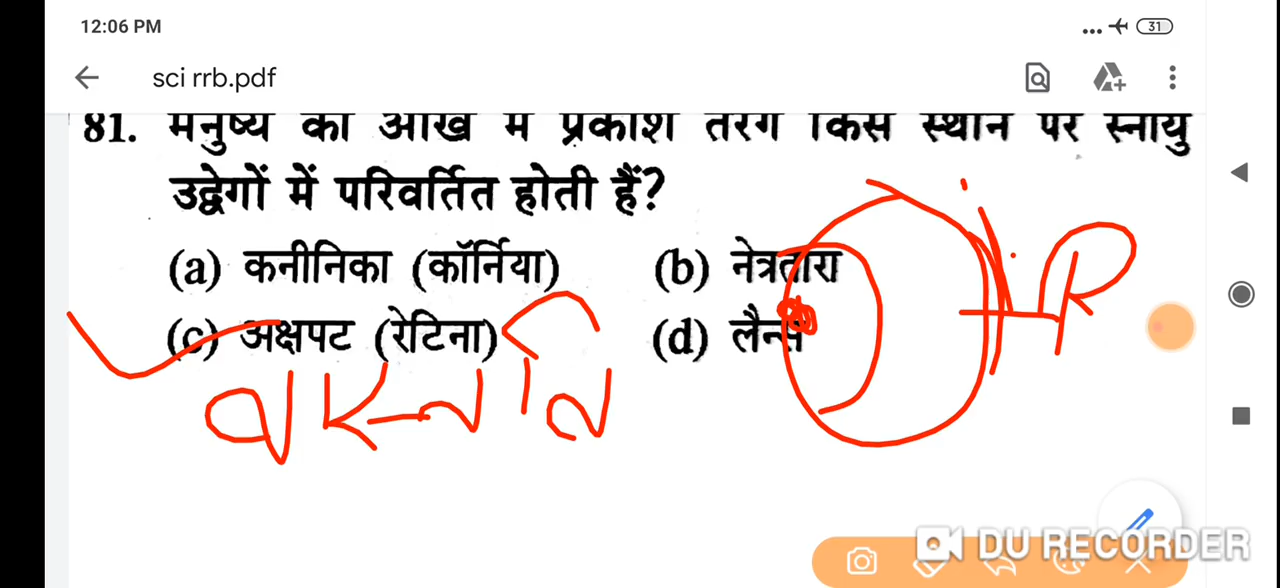 12:06 PM
... 31
sci rrb.pdf
81. मनुष्य की आँख में प्रकाश तरंगें किस स्थान पर स्नायु
उद्वेगों में परिवर्तित होती हैं?
(a) कनीनिका (कॉर्निया) (b) नेत्रतारा
(c) अक्षपट (रेटिना) (d) लैन्स
R
DU RECORDER